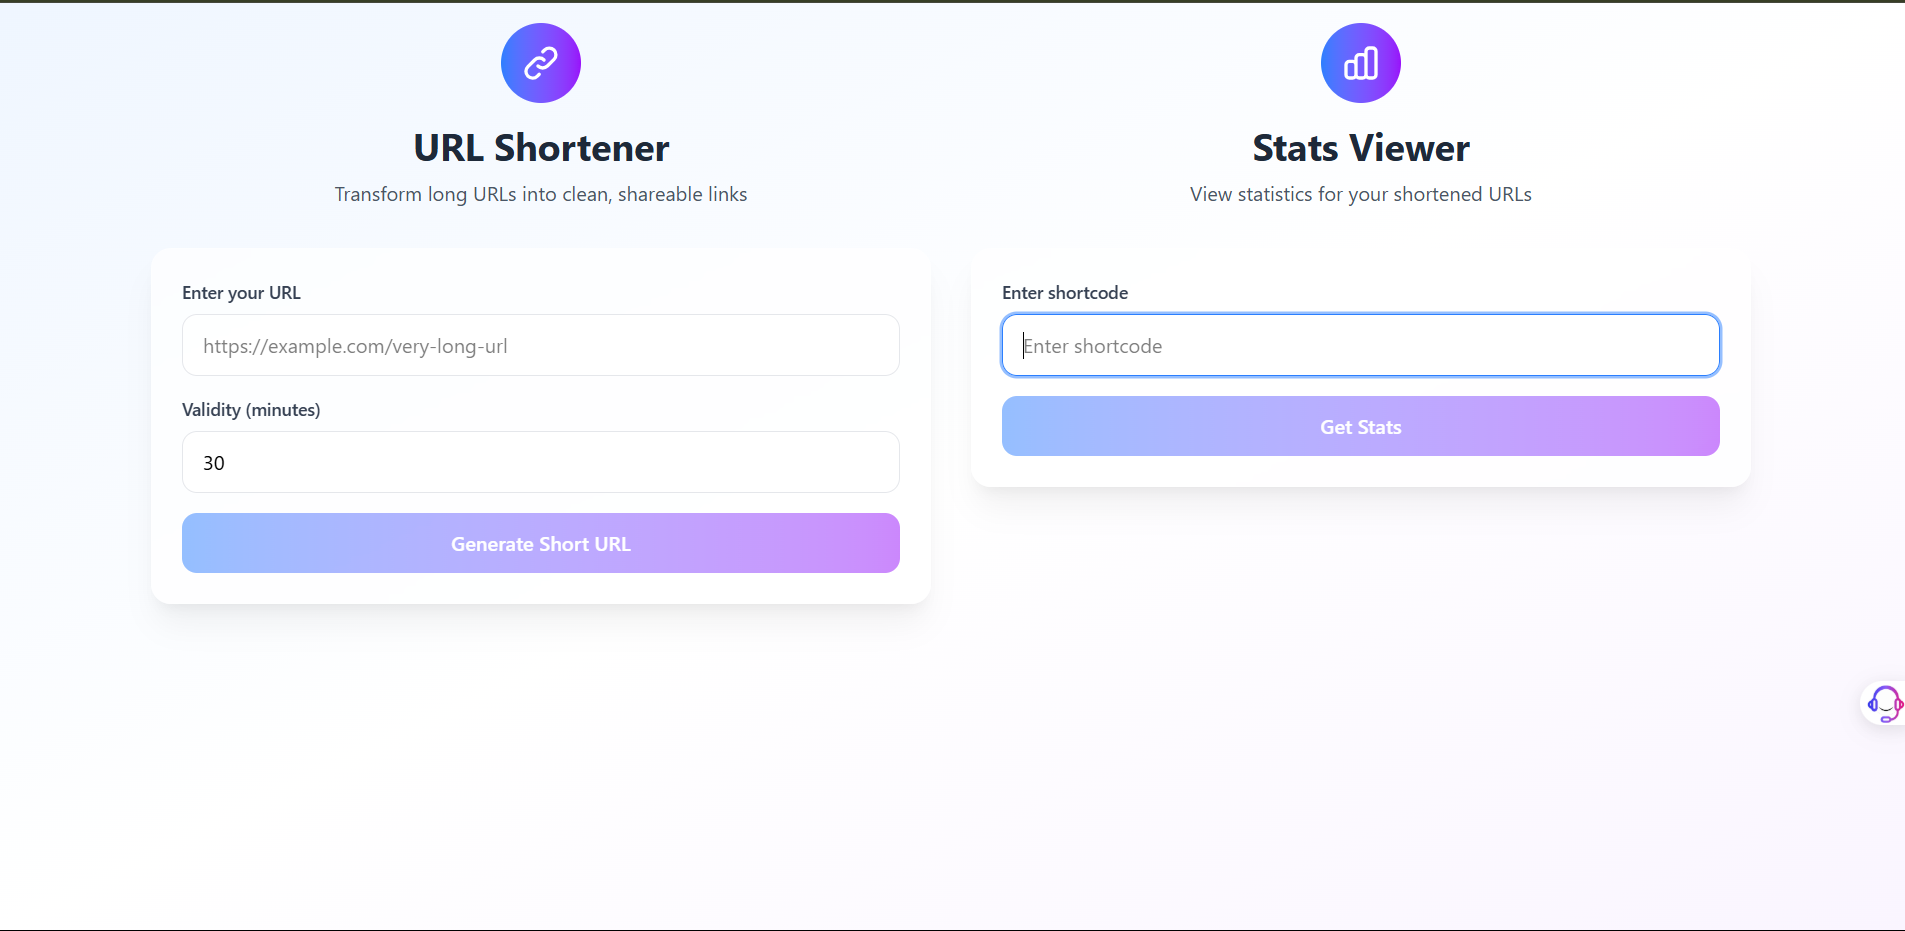 URL Shortener
Transform long URLs into clean, shareable links
Enter your URL
https://example.com/very-long-url
Validity (minutes)
30
Generate Short URL
Stats Viewer
View statistics for your shortened URLs
Enter shortcode
Enter shortcode
Get Stats